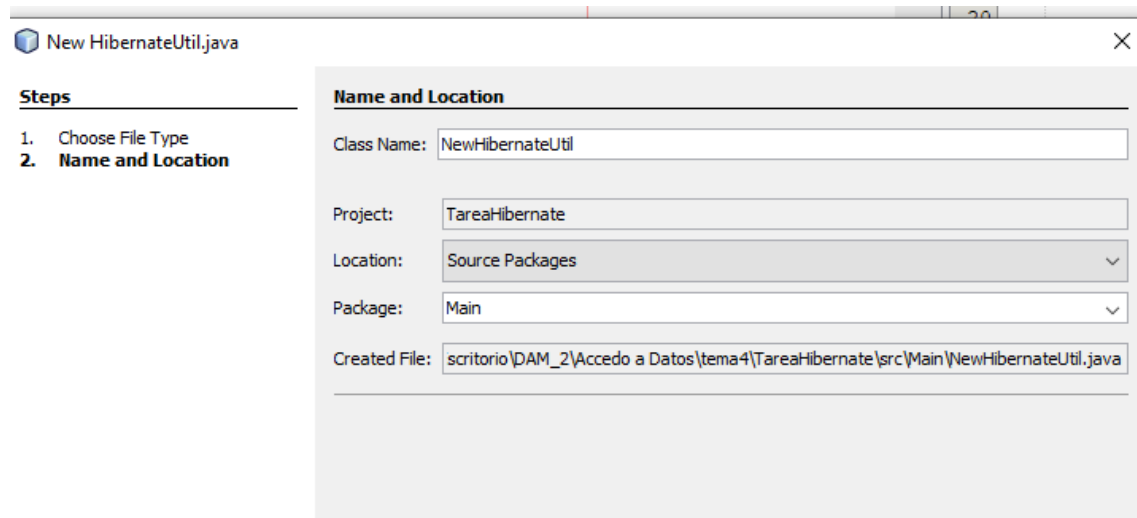 20
New HibernateUtil.java
Steps
1. Choose File Type
2. Name and Location
Name and Location
Class Name: NewHibernateUtil
Project: TareaHibernate
Location: Source Packages
Package: Main
Created File: scritorio\DAM_2\Accedo a Datos\tema4\TareaHibernate\src\Main\NewHibernateUtil.java